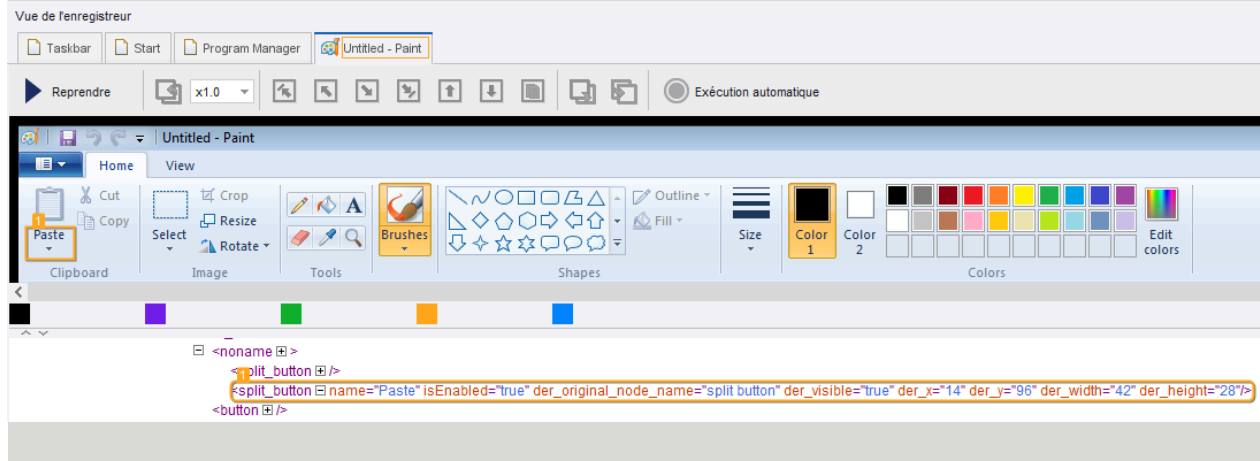 Vue de l'enregistreur
Taskbar Start Program Manager Untitled - Paint
Reprendre x1.0 Exécution automatique
Untitled - Paint
Home View
Cut Crop Outline
1 Copy Resize A Fill
Paste Select Rotate Brushes Size Color 1 Color 2 Edit colors
Clipboard Image Tools Shapes Colors
<noname + >
<split_button + />
1
<split_button name="Paste" isEnabled="true" der_original_node_name="split button" der_visible="true" der_x="14" der_y="96" der_width="42" der_height="28"/>
<button + />